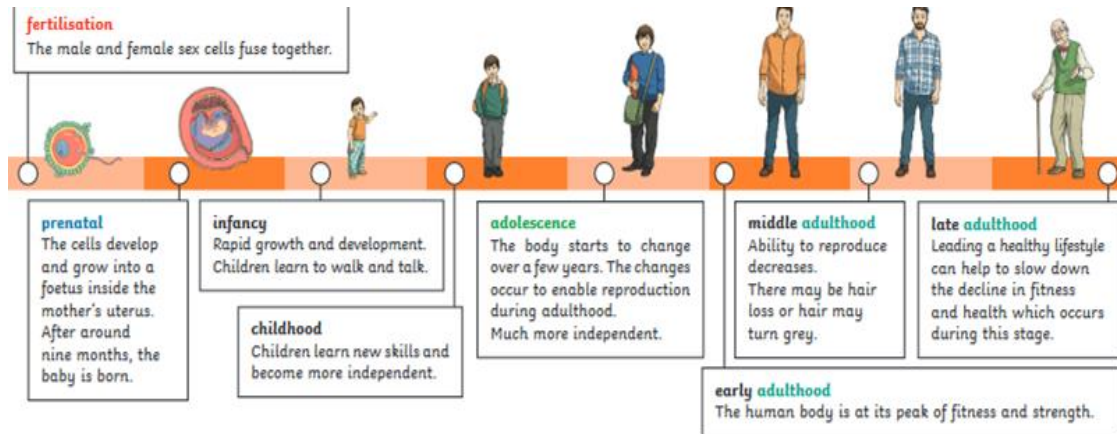 fertilisation
The male and female sex cells fuse together.
prenatal
The cells develop
and grow into a
foetus inside the
mother's uterus.
After around
nine months, the
baby is born.
infancy
Rapid growth and development.
Children learn to walk and talk.
childhood
Children learn new skills and
become more independent.
adolescence
The body starts to change
over a few years. The changes
occur to enable reproduction
during adulthood.
Much more independent.
early adulthood
The human body is at its peak of fitness and strength.
middle adulthood
Ability to reproduce
decreases.
There may be hair
loss or hair may
turn grey.
late adulthood
Leading a healthy lifestyle
can help to slow down
the decline in fitness
and health which occurs
during this stage.